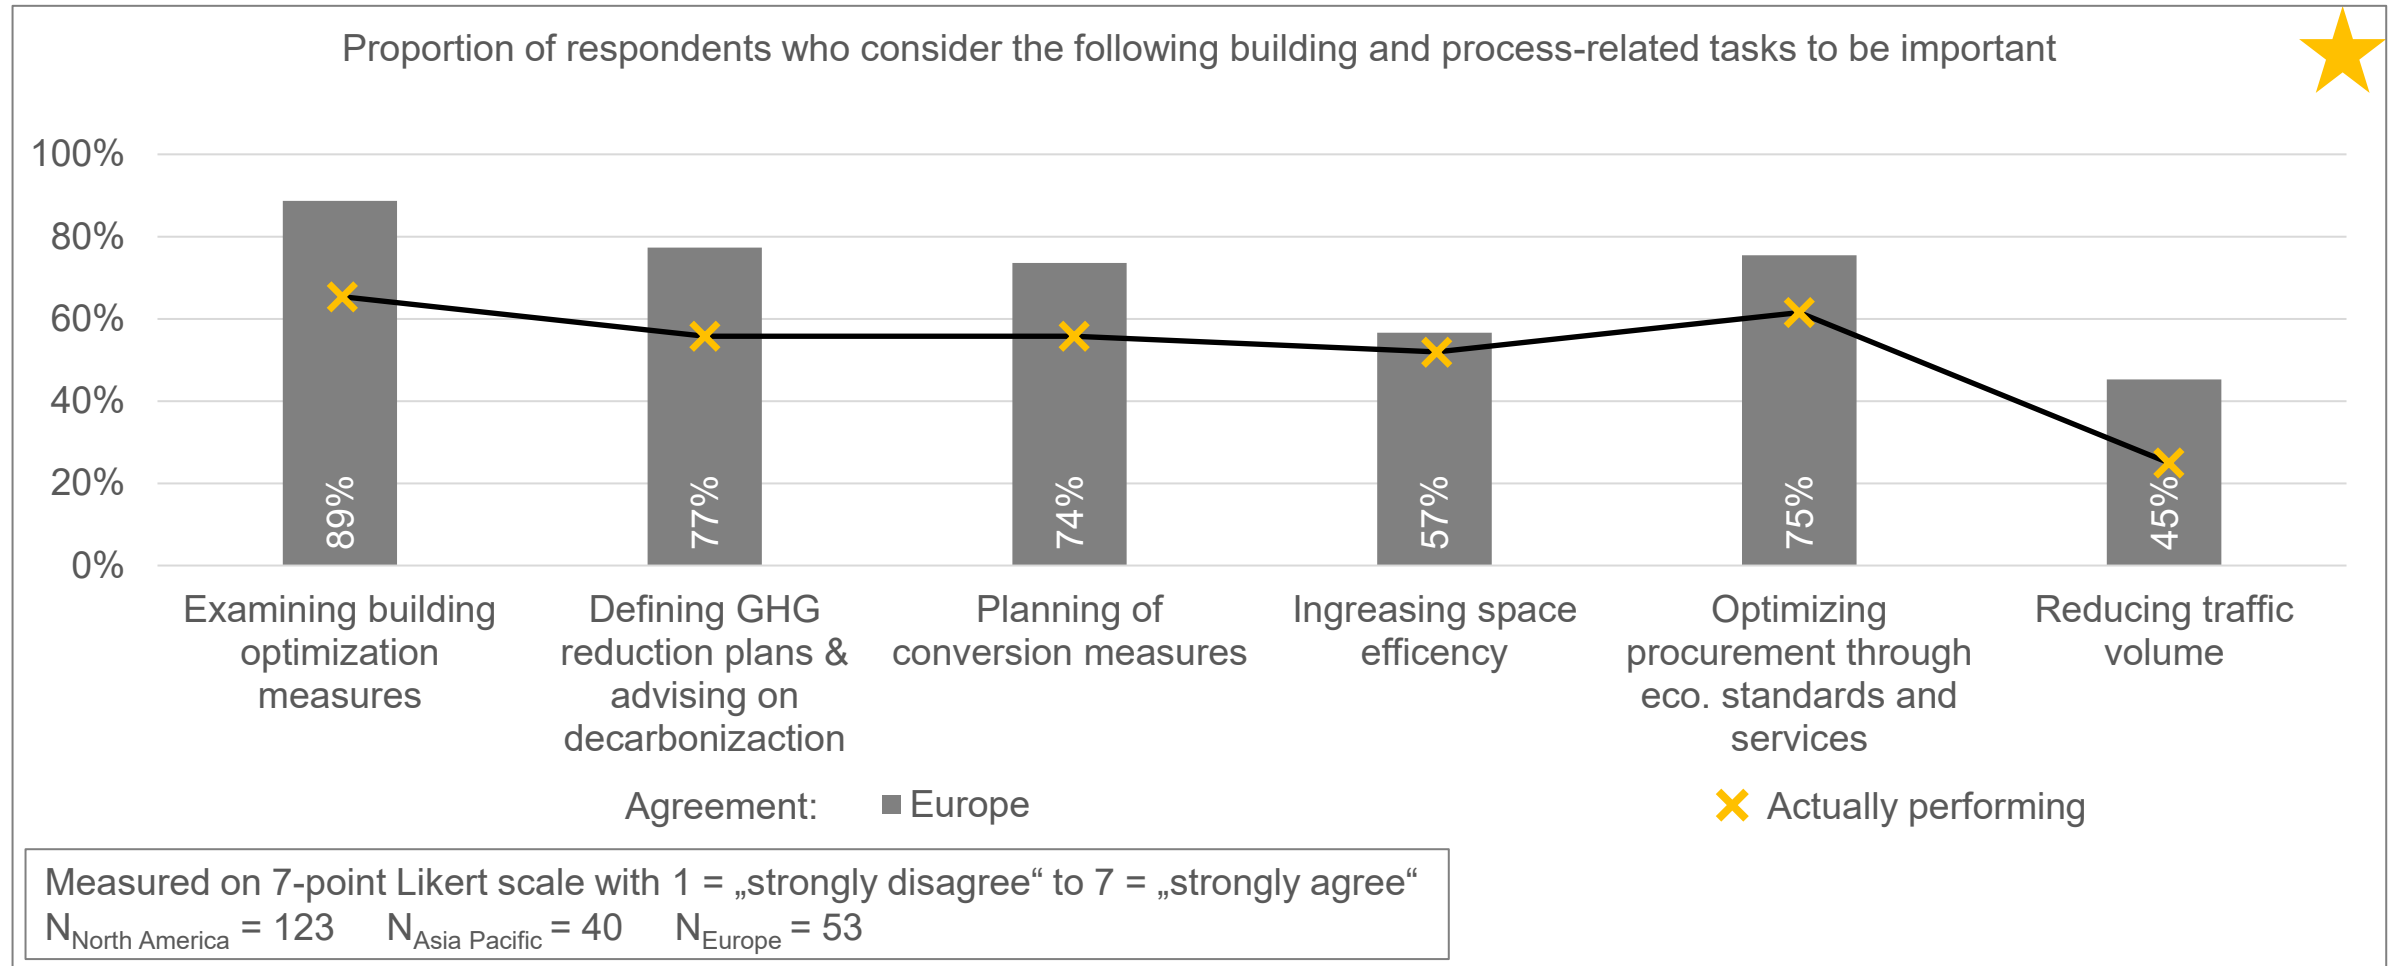 Proportion of respondents who consider the following building and process-related tasks to be important
100%
80%
60%
40%
20%
0%
89%
77%
74%
57%
75%
45%
Examining building
optimization
measures
Defining GHG
reduction plans &
advising on
decarbonizaction
Planning of
conversion measures
Ingreasing space
efficency
Optimizing
procurement through
eco. standards and
services
Reducing traffic
volume
Agreement: Europe Actually performing
Measured on 7-point Likert scale with 1 = „strongly disagree“ to 7 = „strongly agree“
N North America = 123 N Asia Pacific = 40 N Europe = 53